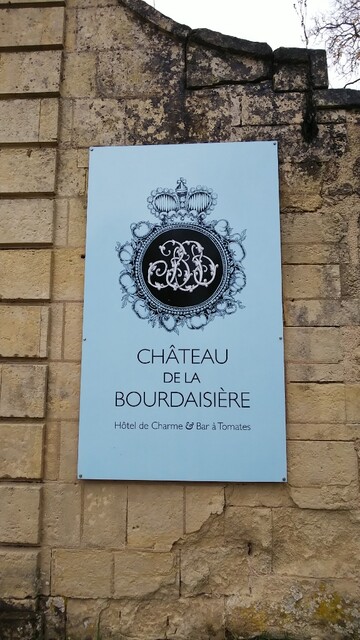 CHÂTEAU
DE LA
BOURDAISIÈRE
Hôtel de Charme & Bar à Tomates